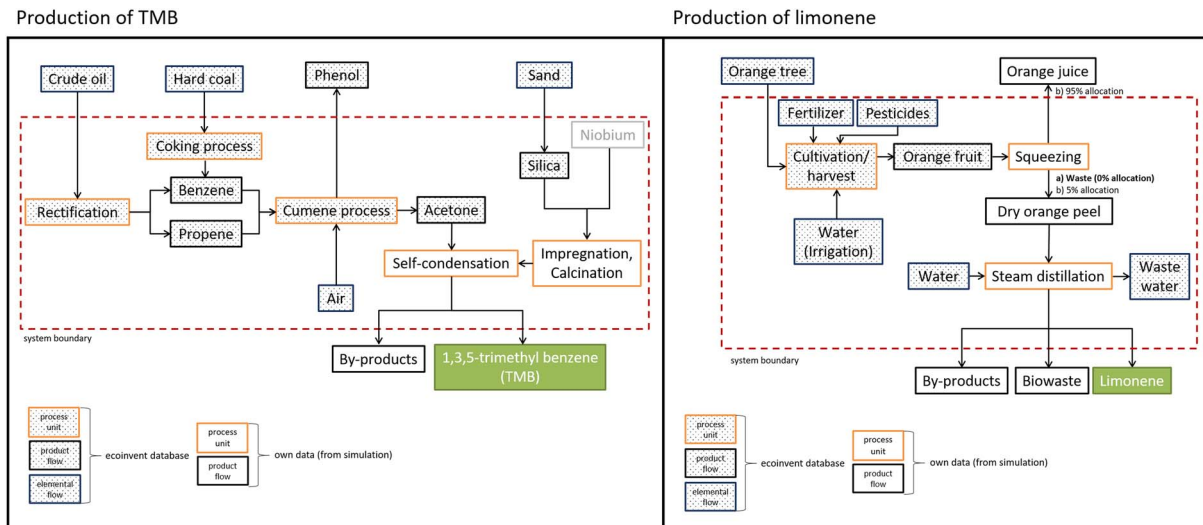 Production of TMB
Crude oil
Hard coal
Phenol
Sand
Niobium
Coking process
Silica
Benzene
Rectification
Cumene process
Acetone
Propene
Self-condensation
Impregnation,
Calcination
Air
system boundary
By-products
1,3,5-trimethyl benzene
(TMB)
process
unit
product
flow
elemental
flow
ecoinvent database
process
unit
product
flow
own data (from simulation)
Production of limonene
Orange tree
Orange juice
b) 95% allocation
Fertilizer
Pesticides
Cultivation/
harvest
Orange fruit
Squeezing
a) Waste (0% allocation)
b) 5% allocation
Dry orange peel
Water
(Irrigation)
Water
Steam distillation
Waste
water
system boundary
By-products
Biowaste
Limonene
process
unit
product
flow
elemental
flow
ecoinvent database
process
unit
product
flow
own data (from simulation)